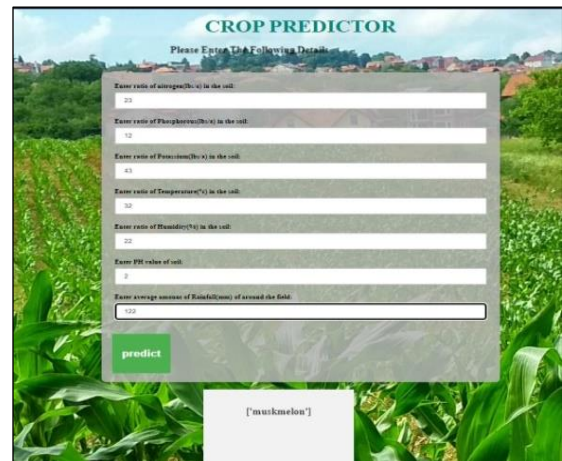 CROP PREDICTOR
Please Enter The Following Details
Enter ratio of nitrogen(lbs/a) in the soil:
23
Enter ratio of Phosphorous(lbs/a) in the soil:
12
Enter ratio of Potassium(lbs/a) in the soil:
43
Enter ratio of Temperature(°c) in the soil:
32
Enter ratio of Humidity(%) in the soil:
22
Enter PH value of soil:
2
Enter average amount of Rainfall(mm) of around the field:
122
predict
['muskmelon']